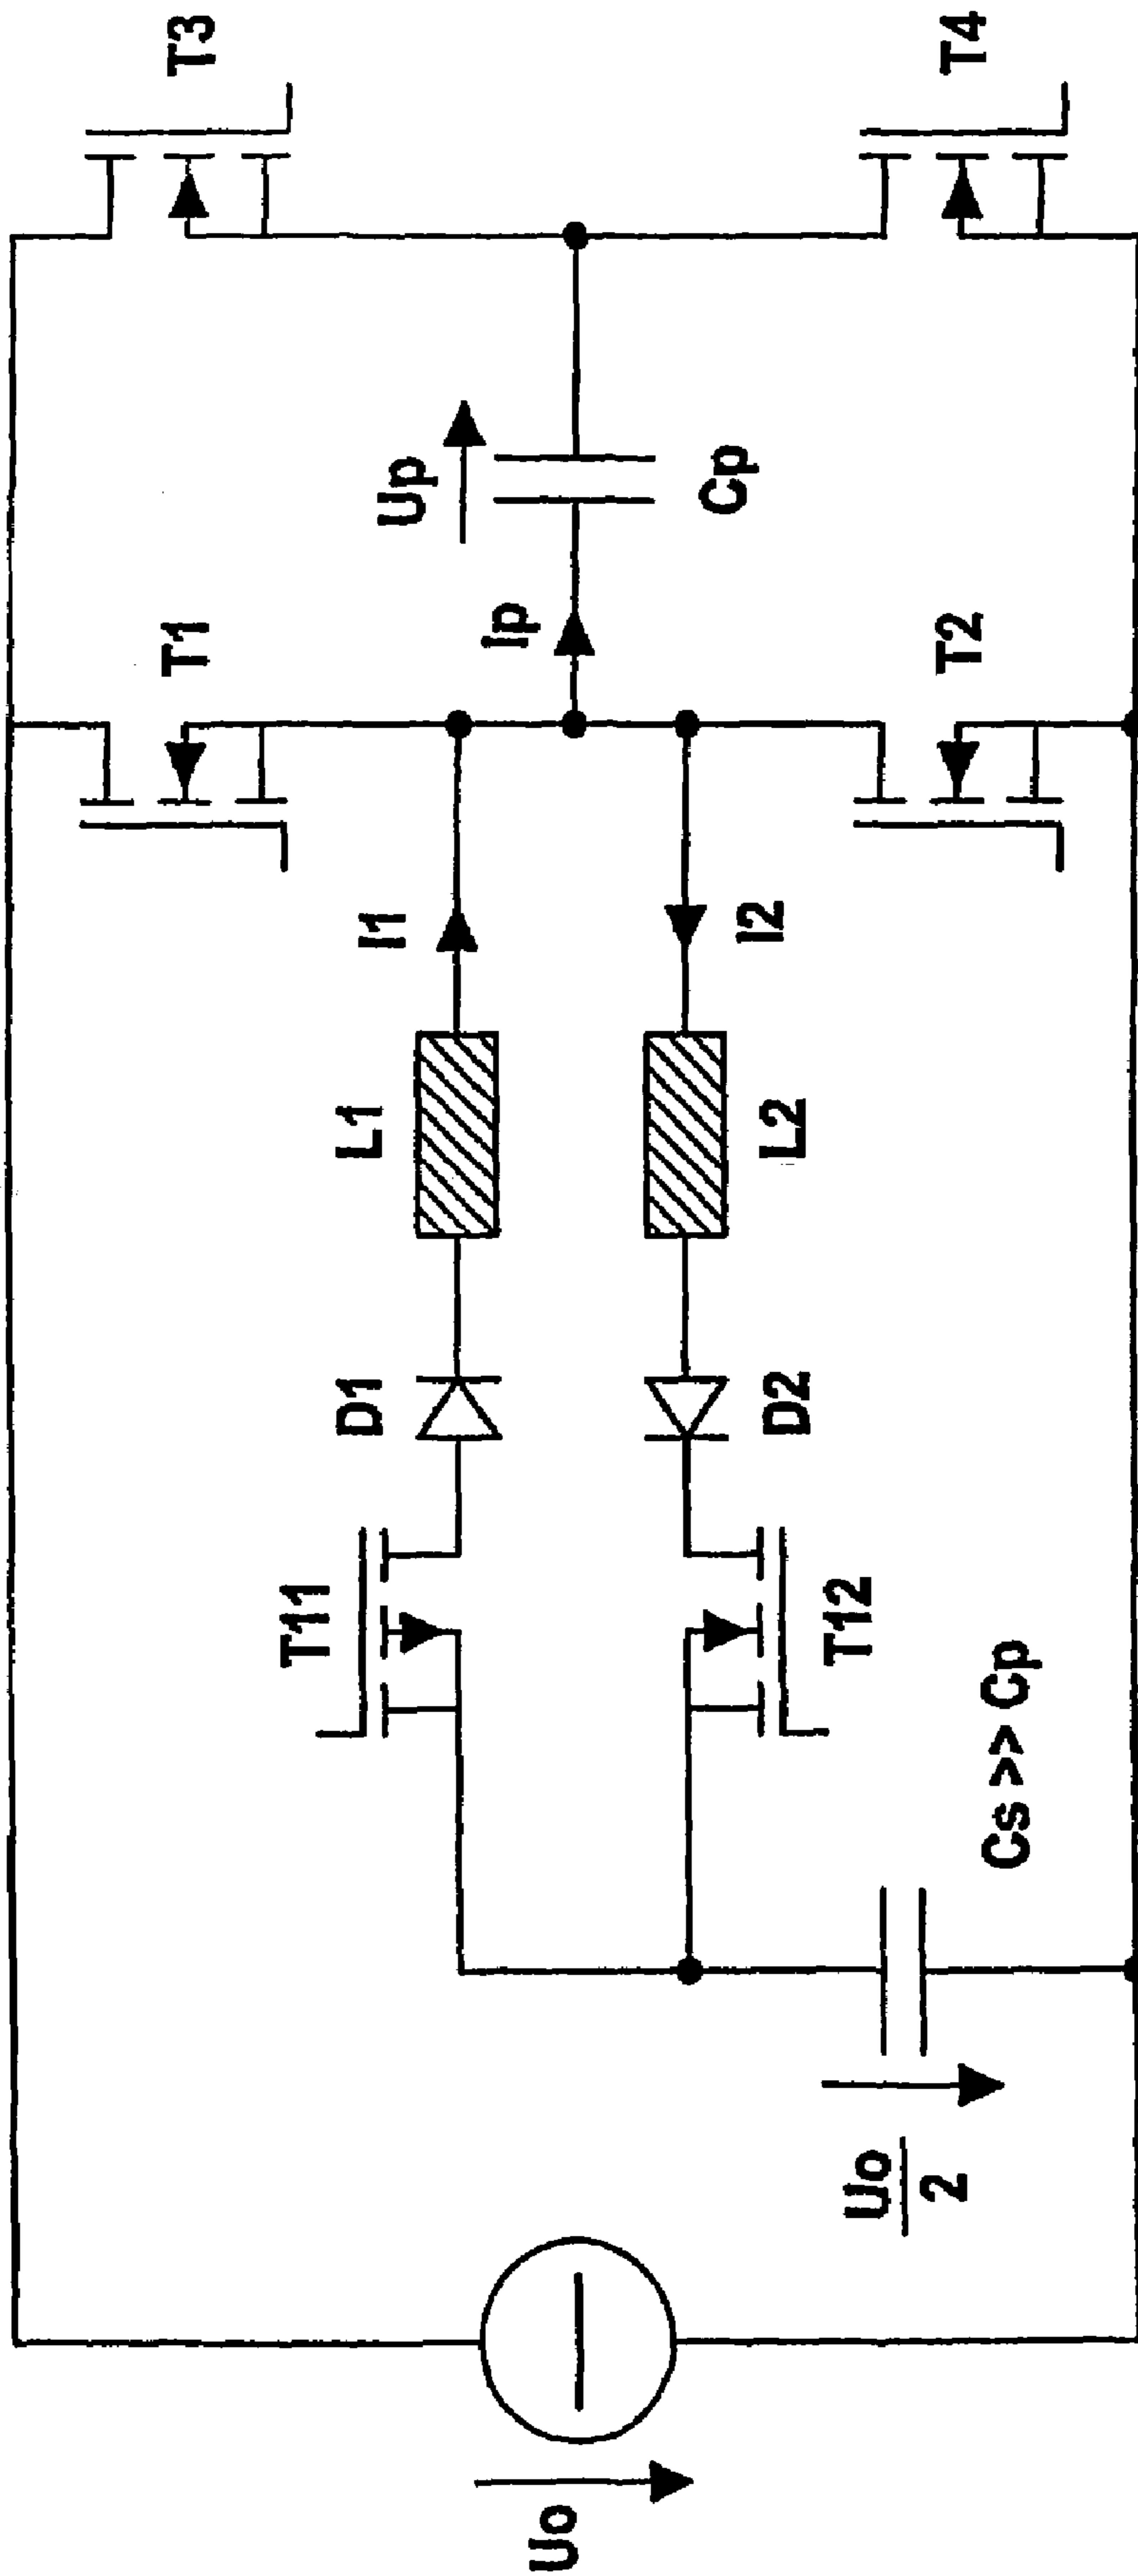 T3
T4
Up
Cp
Ip
T1
T2
I1
I2
L1
L2
D1
D2
T11
T12
Cs >> Cp
Uo
2
Uo